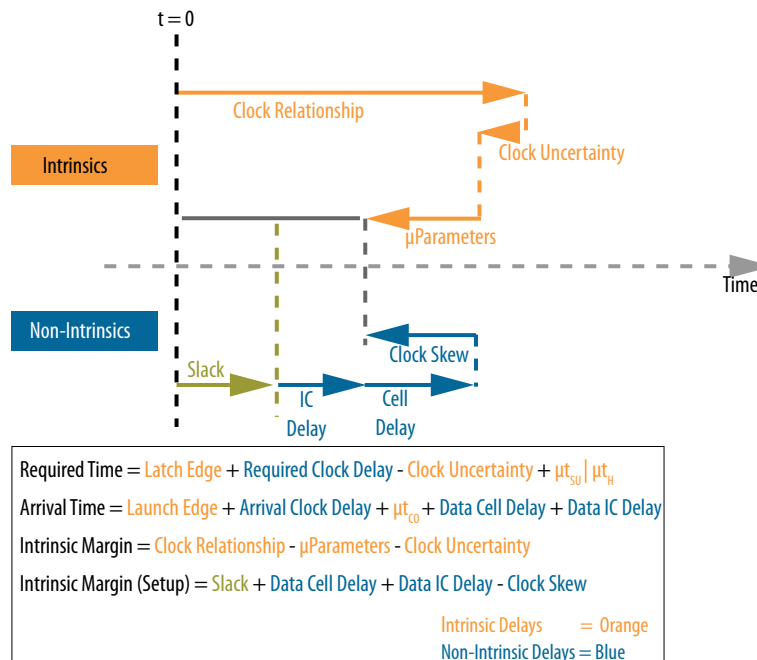 t = 0
Clock Relationship
Clock Uncertainty
Intrinsics
µParameters
Time
Non-Intrinsics
Clock Skew
Slack
IC
Delay
Cell
Delay
Required Time = Latch Edge + Required Clock Delay - Clock Uncertainty + µt_SU | µt_H
Arrival Time = Launch Edge + Arrival Clock Delay + µt_CO + Data Cell Delay + Data IC Delay
Intrinsic Margin = Clock Relationship - µParameters - Clock Uncertainty
Intrinsic Margin (Setup) = Slack + Data Cell Delay + Data IC Delay - Clock Skew
Intrinsic Delays = Orange
Non-Intrinsic Delays = Blue